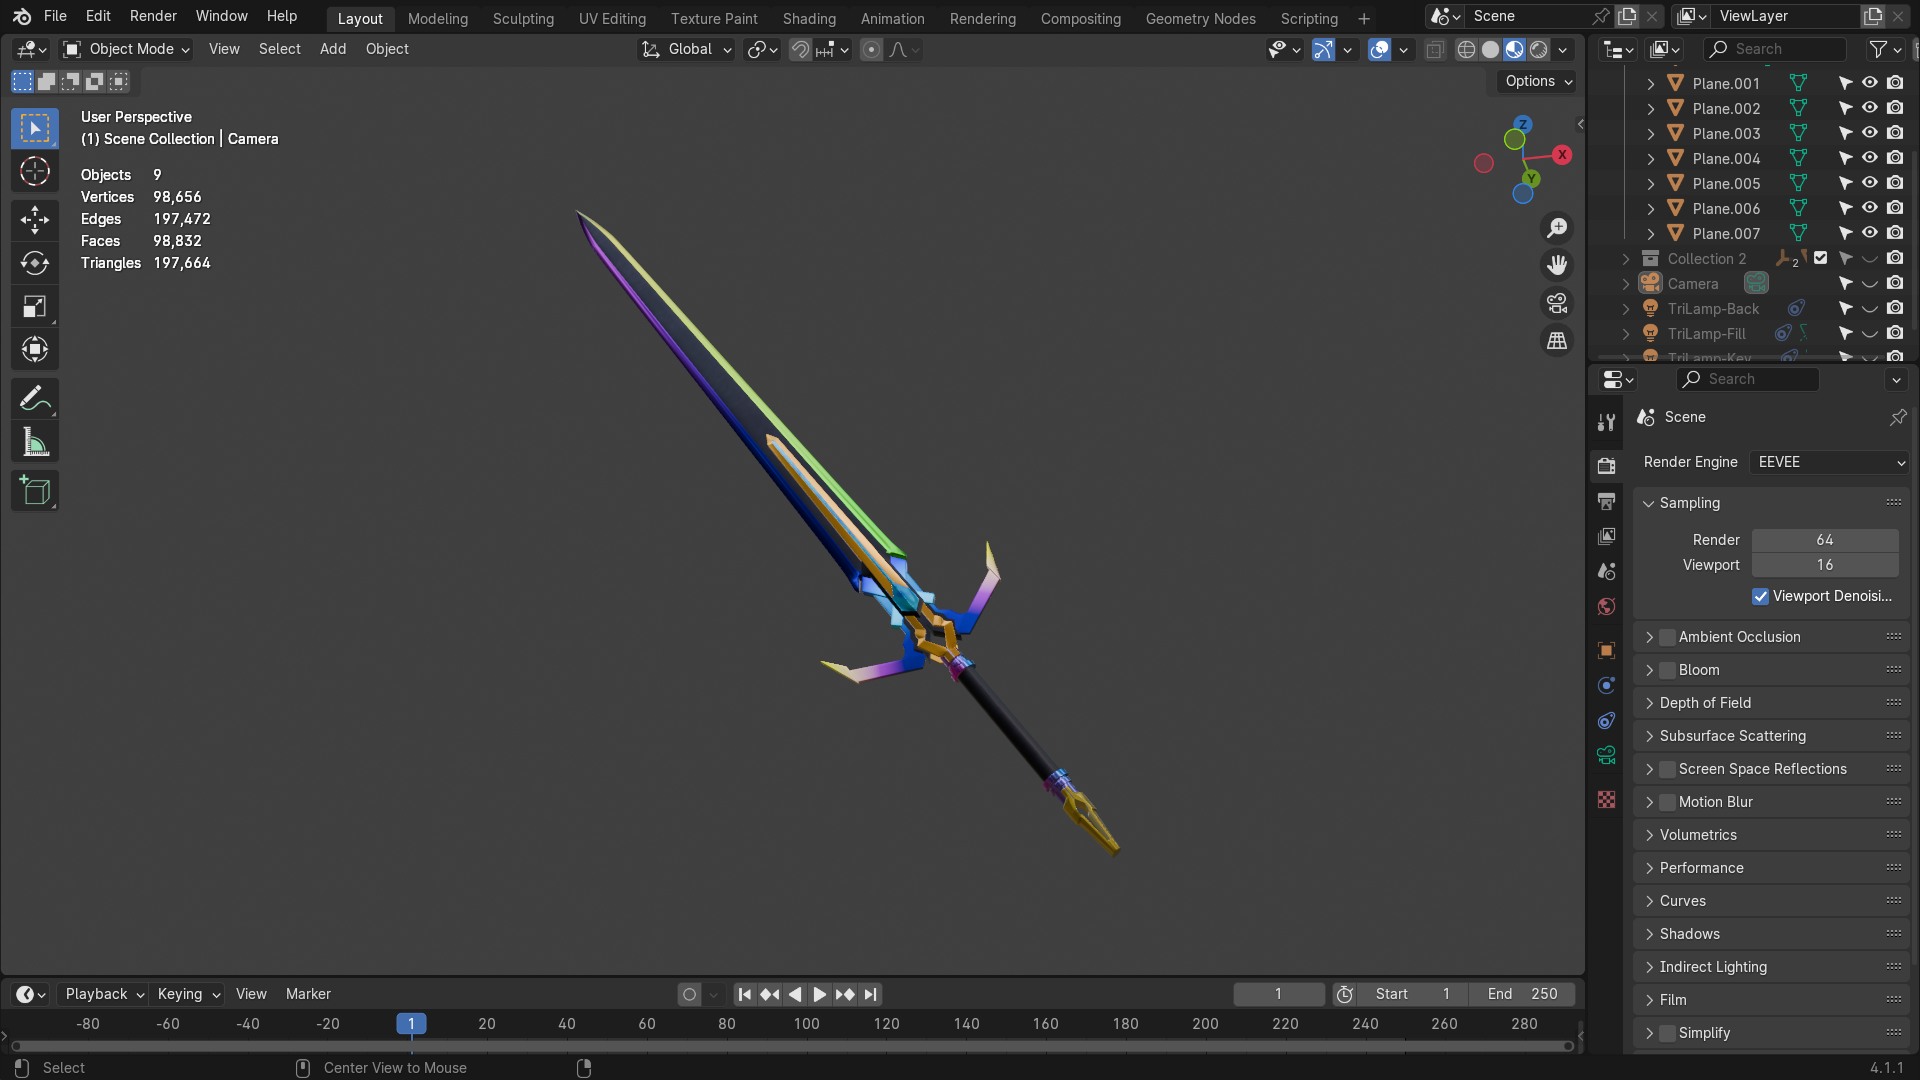 File Edit Render Window Help Layout Modeling Sculpting UV Editing Texture Paint Shading Animation Rendering Compositing Geometry Nodes Scripting + Scene ViewLayer
Object Mode View Select Add Object Global Search
Options
User Perspective
(1) Scene Collection | Camera
Objects 9
Vertices 98,656
Edges 197,472
Faces 98,832
Triangles 197,664
Z
X
Y
Plane.001
Plane.002
Plane.003
Plane.004
Plane.005
Plane.006
Plane.007
Collection 2 2
Camera
TriLamp-Back
TriLamp-Fill
TriLamp-Key
Search
Scene
Render Engine EEVEE
Sampling
Render 64
Viewport 16
Viewport Denoisi...
Ambient Occlusion
Bloom
Depth of Field
Subsurface Scattering
Screen Space Reflections
Motion Blur
Volumetrics
Performance
Curves
Shadows
Indirect Lighting
Film
Simplify
Playback Keying View Marker 1 Start 1 End 250
-80 -60 -40 -20 1 20 40 60 80 100 120 140 160 180 200 220 240 260 280
Select Center View to Mouse 4.1.1